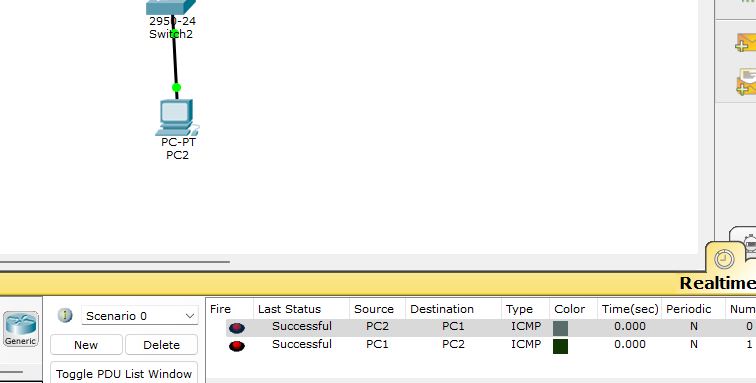 2950-24
Switch2
PC-PT
PC2
Realtime
Fire Last Status Source Destination Type Color Time(sec) Periodic Num
Successful PC2 PC1 ICMP 0.000 N 0
Successful PC1 PC2 ICMP 0.000 N 1
Generic
Scenario 0
New Delete
Toggle PDU List Window